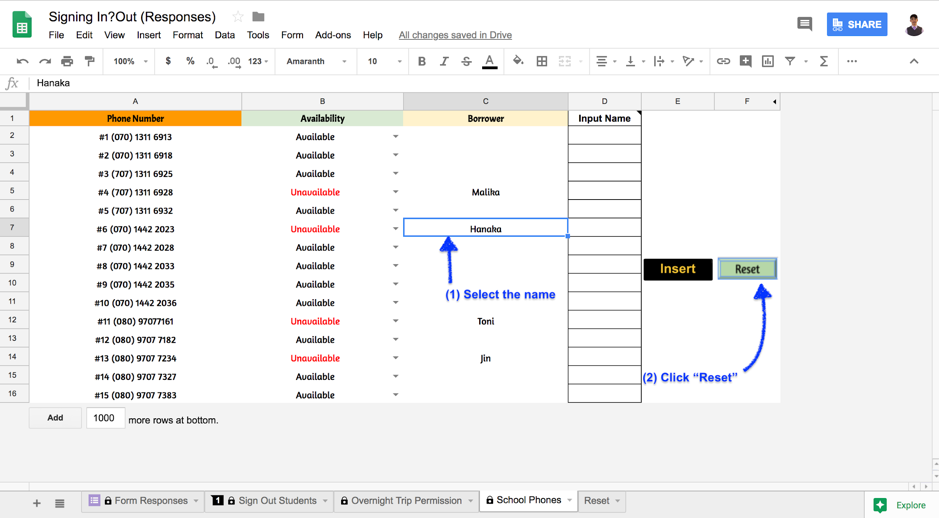 Signing In?Out (Responses)
File Edit View Insert Format Data Tools Form Add-ons Help All changes saved in Drive
SHARE
100% $ % .0 .00 123 Amaranth 10 B I S A Σ
fx Hanaka
A B C D E F
1 Phone Number Availability Borrower Input Name
2 #1 (070) 1311 6913 Available
3 #2 (070) 1311 6918 Available
4 #3 (707) 1311 6925 Available
5 #4 (707) 1311 6928 Unavailable Malika
6 #5 (707) 1311 6932 Available
7 #6 (070) 1442 2023 Unavailable Hanaka
8 #7 (070) 1442 2028 Available
9 #8 (070) 1442 2033 Available
Insert Reset
10 #9 (070) 1442 2035 Available
(1) Select the name
11 #10 (070) 1442 2036 Available
12 #11 (080) 97077161 Unavailable Toni
13 #12 (080) 9707 7182 Available
14 #13 (080) 9707 7234 Unavailable Jin
15 #14 (080) 9707 7327 Available
(2) Click “Reset”
16 #15 (080) 9707 7383 Available
Add 1000 more rows at bottom.
Form Responses 1 Sign Out Students Overnight Trip Permission School Phones Reset
Explore